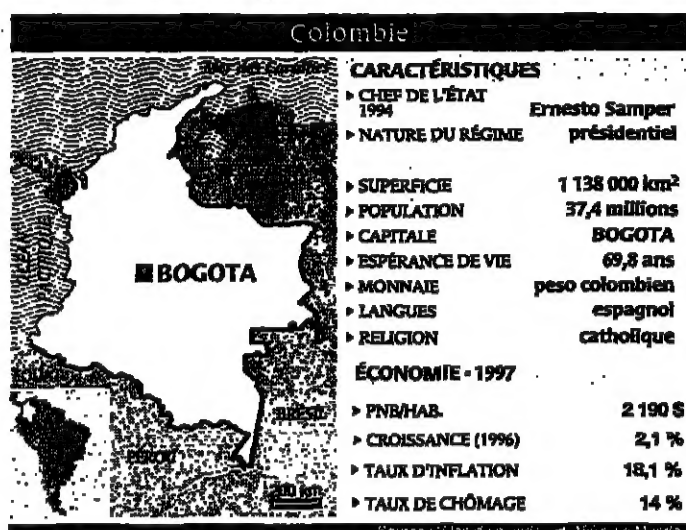 Colombie
Mer des Caraïbes
BOGOTA
BRÉSIL
PÉROU
300 km
CARACTÉRISTIQUES
▸ CHEF DE L'ÉTAT
1994 Ernesto Samper
▸ NATURE DU RÉGIME présidentiel
▸ SUPERFICIE 1 138 000 km²
▸ POPULATION 37,4 millions
▸ CAPITALE BOGOTA
▸ ESPÉRANCE DE VIE 69,8 ans
▸ MONNAIE peso colombien
▸ LANGUES espagnol
▸ RELIGION catholique
ÉCONOMIE - 1997
▸ PNB/HAB. 2 190 $
▸ CROISSANCE (1996) 2,1 %
▸ TAUX D'INFLATION 18,1 %
▸ TAUX DE CHÔMAGE 14 %